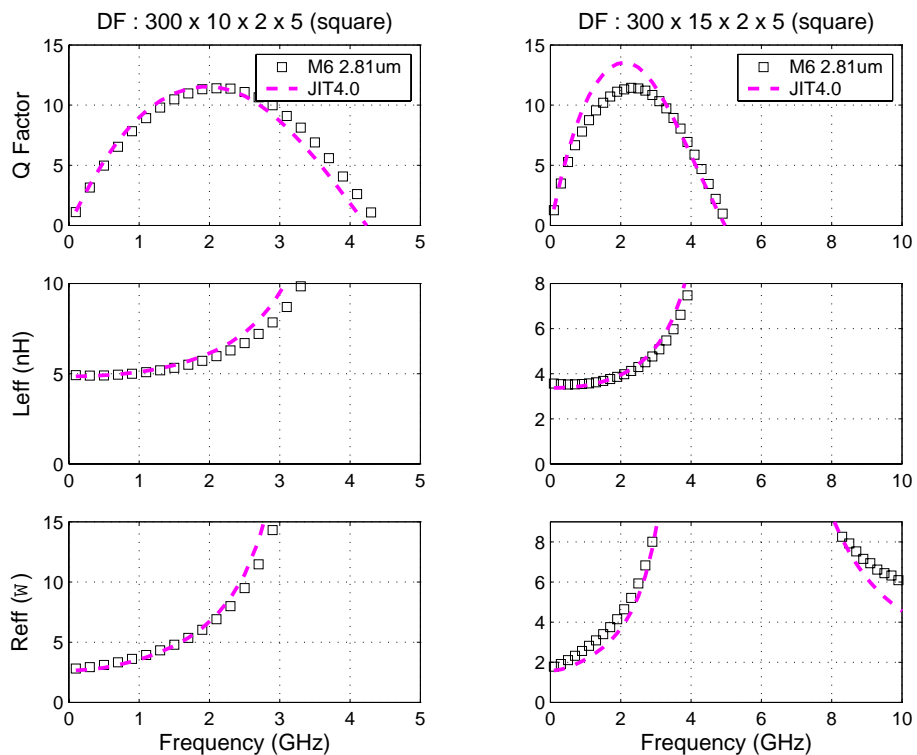 DF : 300 x 10 x 2 x 5 (square)
15
10
5
0
Q Factor
M6 2.81um
JIT4.0
0 1 2 3 4 5
DF : 300 x 15 x 2 x 5 (square)
15
10
5
0
M6 2.81um
JIT4.0
0 2 4 6 8 10
10
5
0
Leff (nH)
0 1 2 3 4 5
8
6
4
2
0
0 2 4 6 8 10
15
10
5
0
Reff (w)
0 1 2 3 4 5
Frequency (GHz)
8
6
4
2
0
0 2 4 6 8 10
Frequency (GHz)